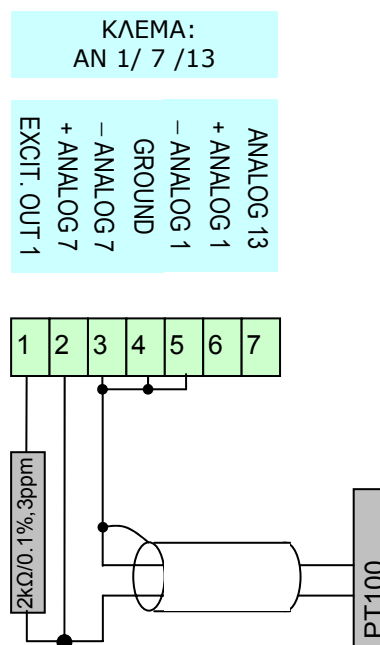 ΚΛΕΜΑ:
AN 1/ 7 /13
EXCIT. OUT 1
+ ANALOG 7
– ANALOG 7
GROUND
– ANALOG 1
+ ANALOG 1
ANALOG 13
1 2 3 4 5 6 7
2kΩ/0.1%,3ppm
PT100